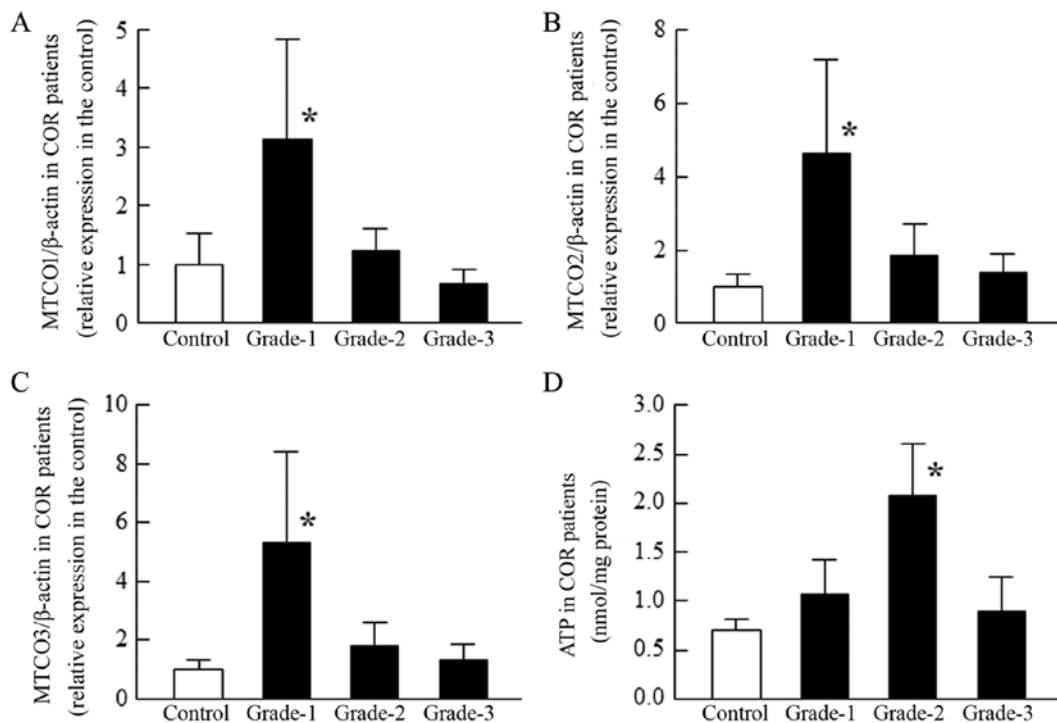 A
MTCO1/β-actin in COR patients
(relative expression in the control)
5
4
3
2
1
0
Control Grade-1 Grade-2 Grade-3
*
B
MTCO2/β-actin in COR patients
(relative expression in the control)
8
6
4
2
0
Control Grade-1 Grade-2 Grade-3
*
C
MTCO3/β-actin in COR patients
(relative expression in the control)
10
8
6
4
2
0
Control Grade-1 Grade-2 Grade-3
*
D
ATP in COR patients
(nmol/mg protein)
3.0
2.5
2.0
1.5
1.0
0.5
0.0
Control Grade-1 Grade-2 Grade-3
*